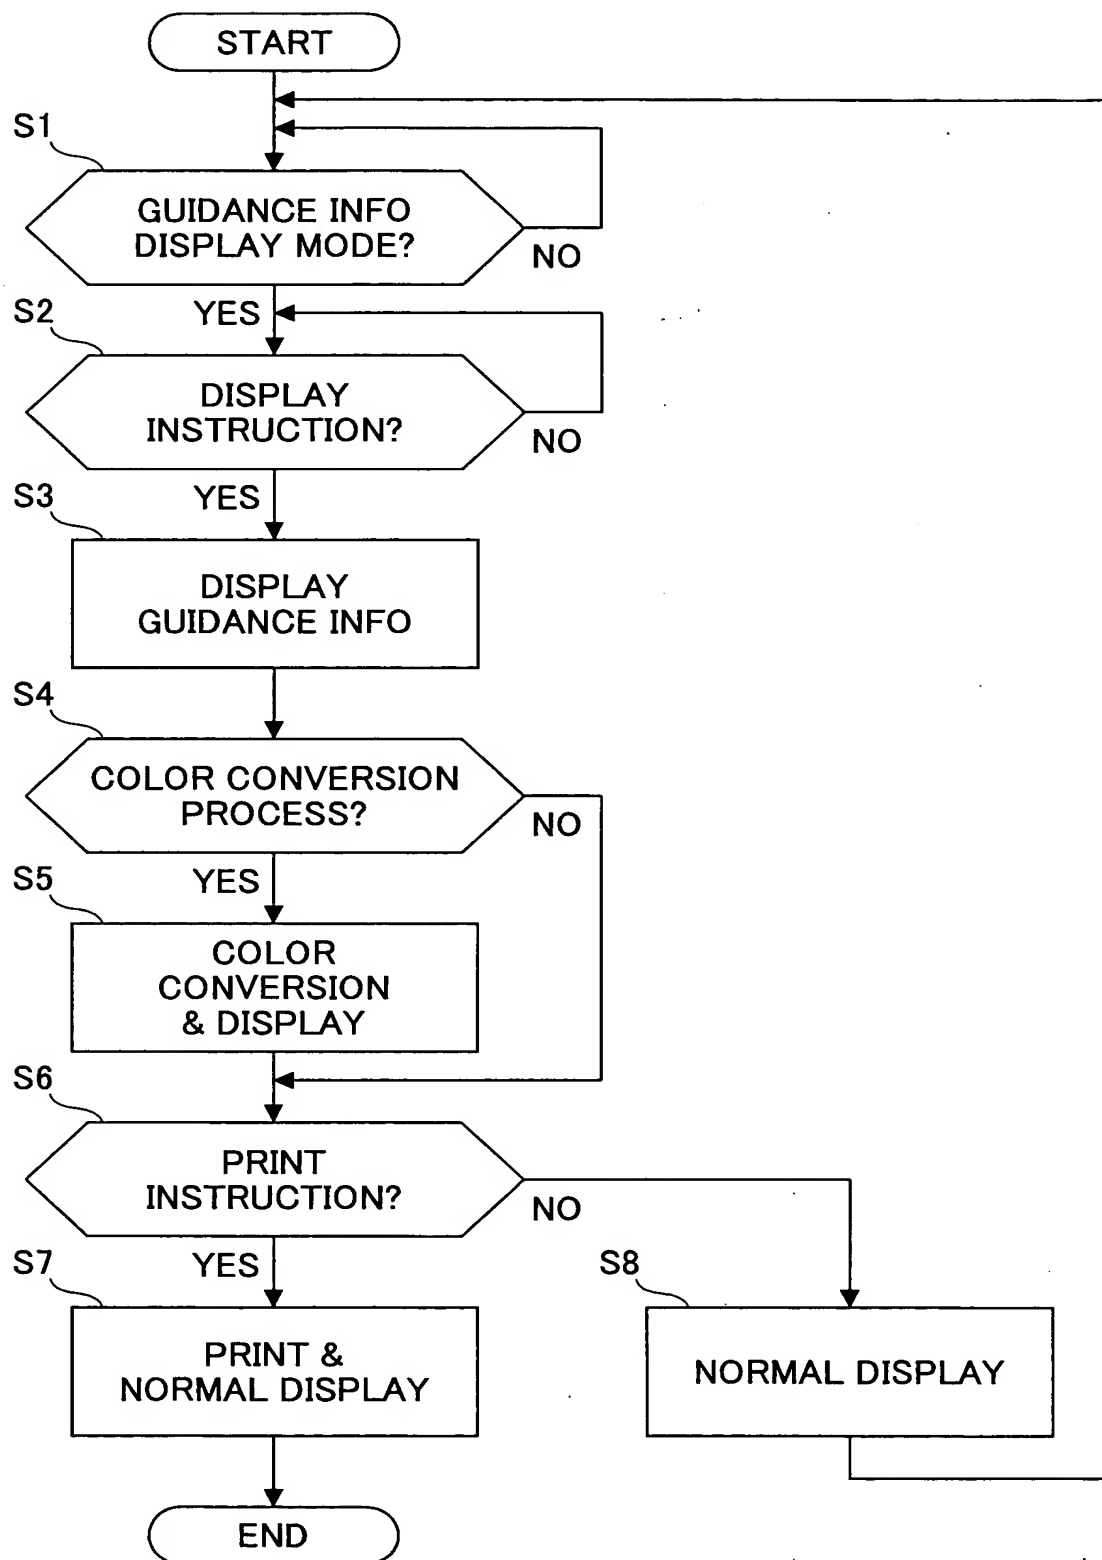 START
S1
GUIDANCE INFO
DISPLAY MODE?
NO
YES
S2
DISPLAY
INSTRUCTION?
NO
YES
S3
DISPLAY
GUIDANCE INFO
S4
COLOR CONVERSION
PROCESS?
NO
YES
S5
COLOR
CONVERSION
& DISPLAY
S6
PRINT
INSTRUCTION?
NO
YES
S7
PRINT &
NORMAL DISPLAY
S8
NORMAL DISPLAY
END